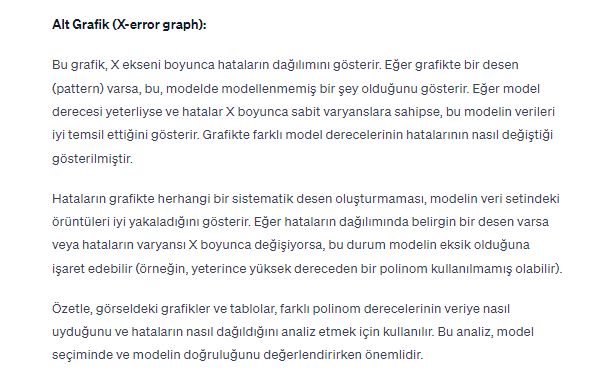 Alt Grafik (X-error graph):
Bu grafik, X ekseni boyunca hataların dağılımını gösterir. Eğer grafikte bir desen
(pattern) varsa, bu, modelde modellenmemiş bir şey olduğunu gösterir. Eğer model
derecesi yeterliyse ve hatalar X boyunca sabit varyanslara sahipse, bu modelin verileri
iyi temsil ettiğini gösterir. Grafikte farklı model derecelerinin hatalarının nasıl değiştiği
gösterilmiştir.
Hataların grafikte herhangi bir sistematik desen oluşturmaması, modelin veri setindeki
örüntüleri iyi yakaladığını gösterir. Eğer hataların dağılımında belirgin bir desen varsa
veya hataların varyansı X boyunca değişiyorsa, bu durum modelin eksik olduğuna
işaret edebilir (örneğin, yeterince yüksek dereceden bir polinom kullanılmamış olabilir).
Özetle, görseldeki grafikler ve tablolar, farklı polinom derecelerinin veriye nasıl
uyduğunu ve hataların nasıl dağıldığını analiz etmek için kullanılır. Bu analiz, model
seçiminde ve modelin doğruluğunu değerlendirirken önemlidir.